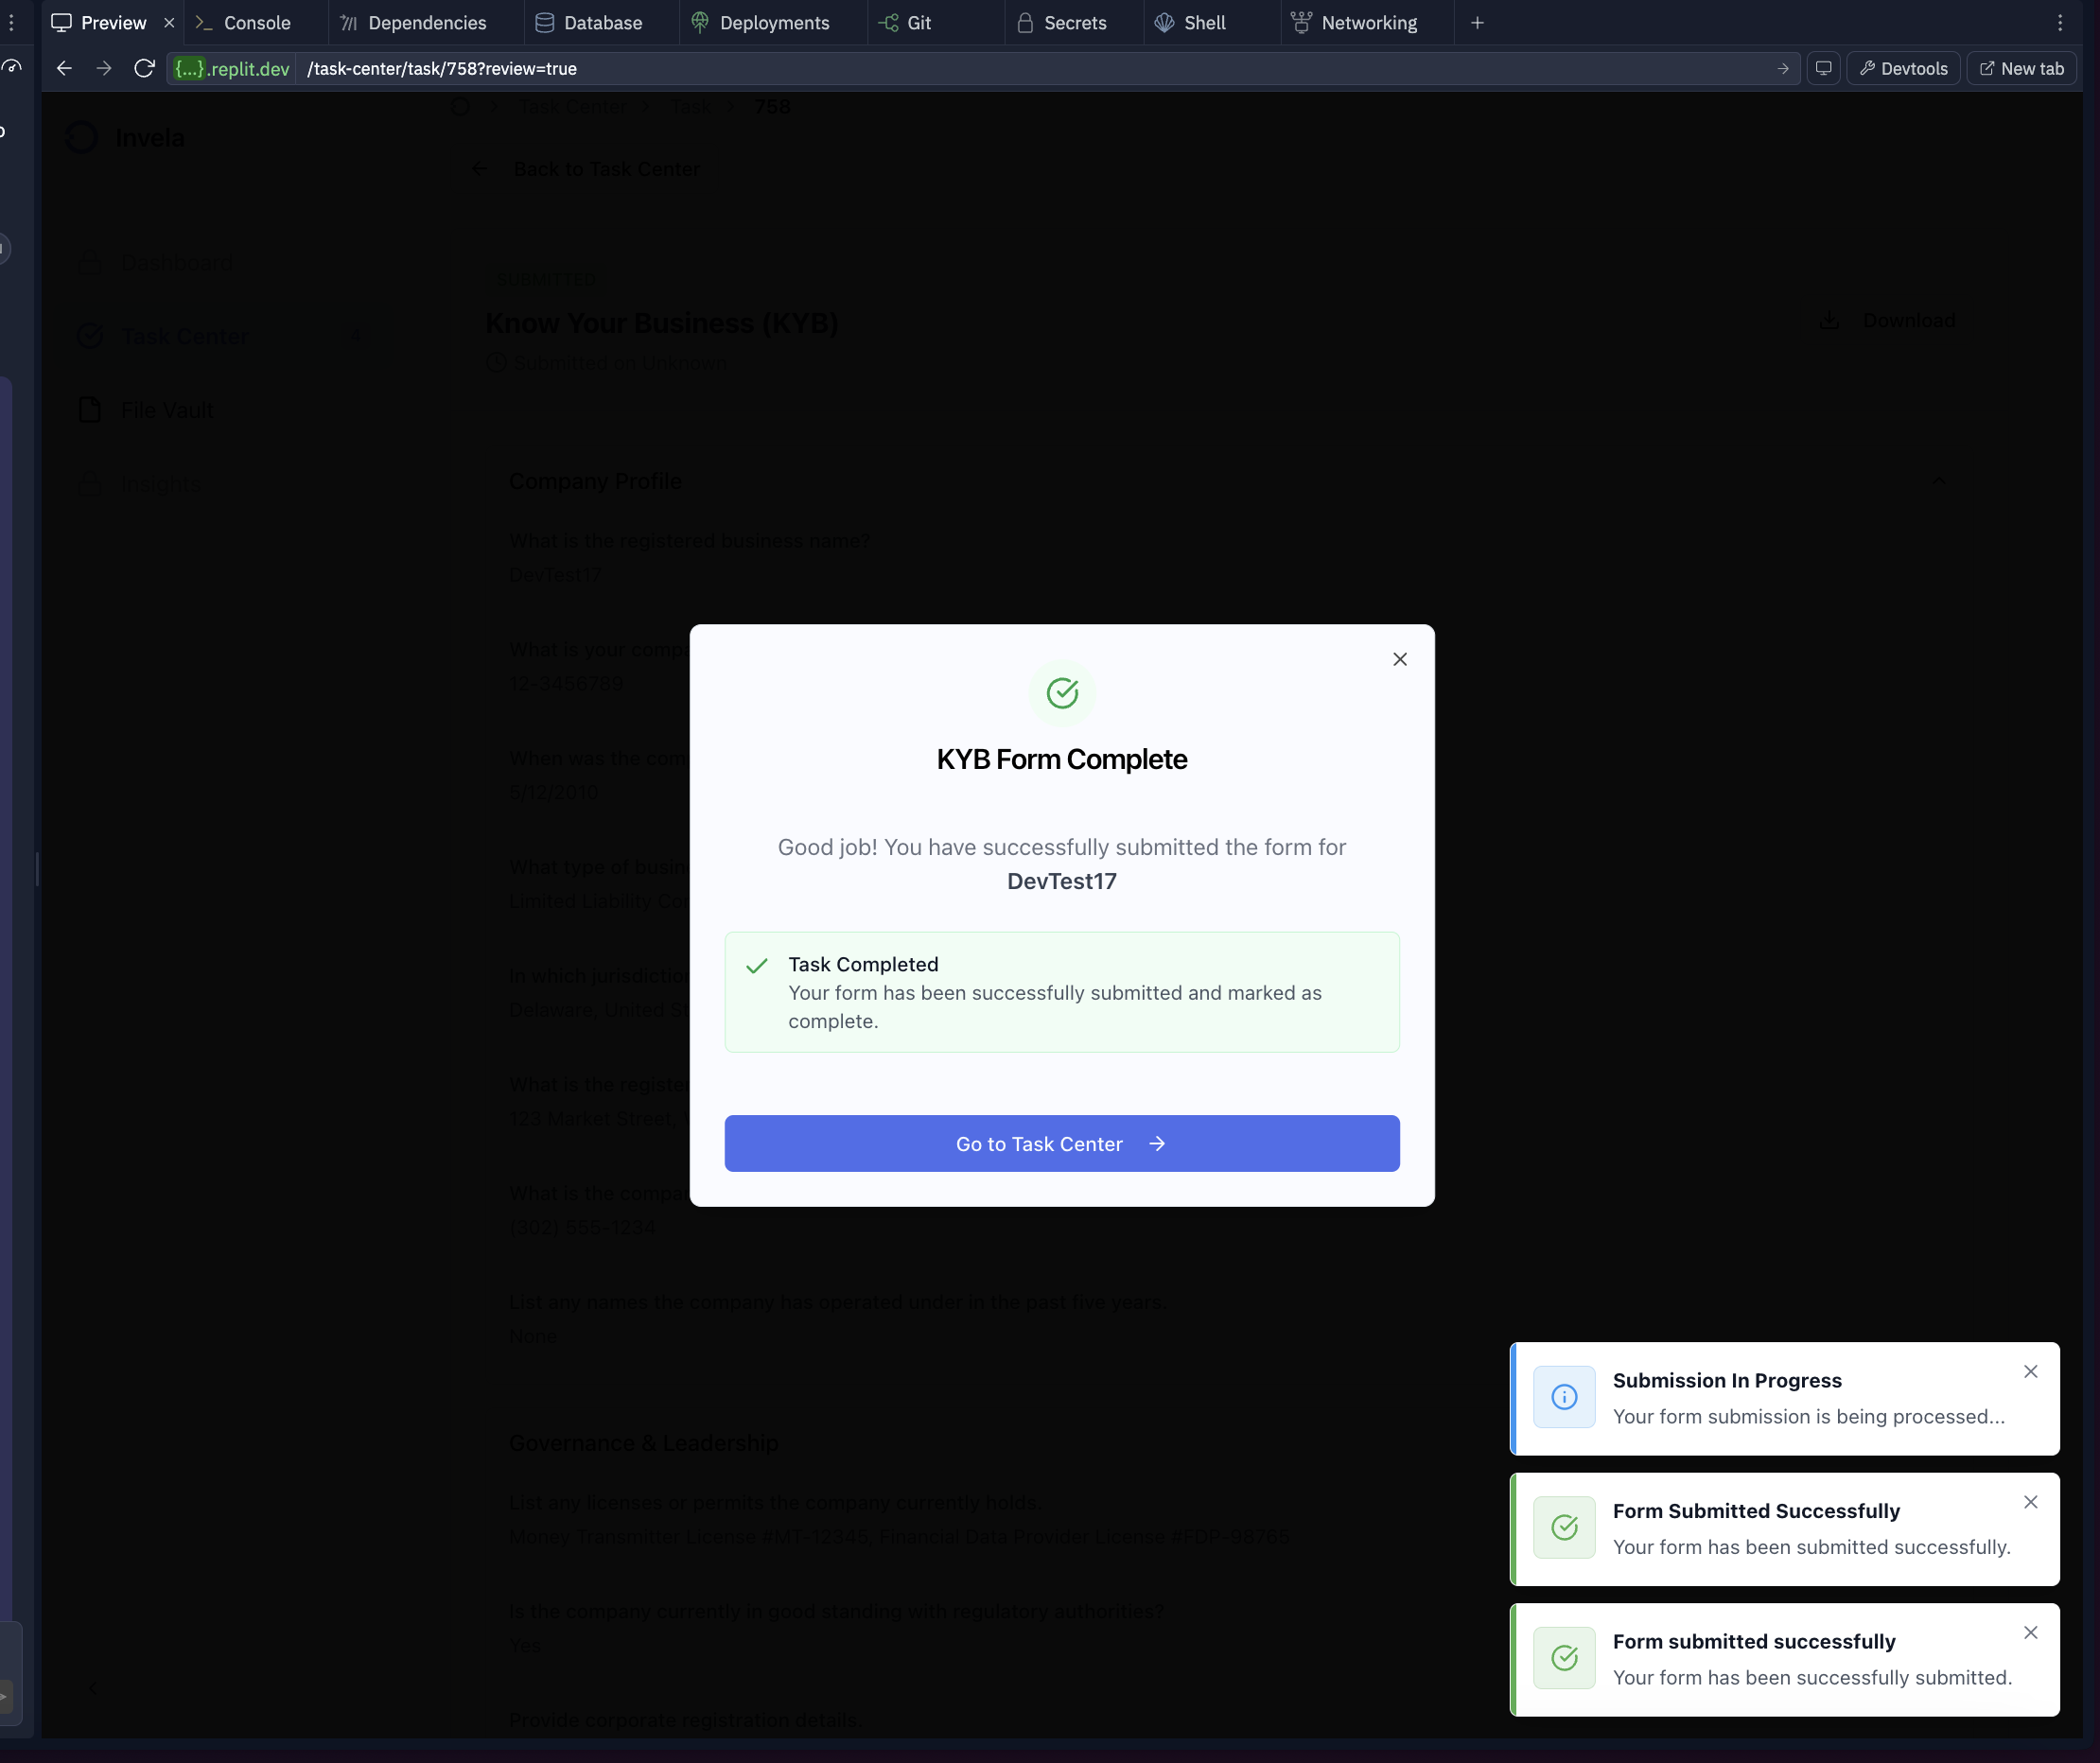 Preview
Console
Dependencies
Database
Deployments
Git
Secrets
Shell
Networking
{...}.replit.dev
/task-center/task/758?review=true
Devtools
New tab
Task Center
Task
758
Invela
Back to Task Center
Dashboard
Task Center
4
File Vault
Insights
SUBMITTED
Know Your Business (KYB)
Submitted on Unknown
Download
Company Profile
What is the registered business name?
DevTest17
What is your compa
12-3456789
When was the com
5/12/2010
What type of busin
Limited Liability Co
In which jurisdictio
Delaware, United St
What is the registe
123 Market Street,
What is the compa
(302) 555-1234
List any names the company has operated under in the past five years.
None
Governance & Leadership
List any licenses or permits the company currently holds.
Money Transmitter License #MT-12345, Financial Data Provider License #FDP-98765
Is the company currently in good standing with regulatory authorities?
Yes
Provide corporate registration details.
KYB Form Complete
Good job! You have successfully submitted the form for
DevTest17
Task Completed
Your form has been successfully submitted and marked as
complete.
Go to Task Center
Submission In Progress
Your form submission is being processed...
Form Submitted Successfully
Your form has been submitted successfully.
Form submitted successfully
Your form has been successfully submitted.